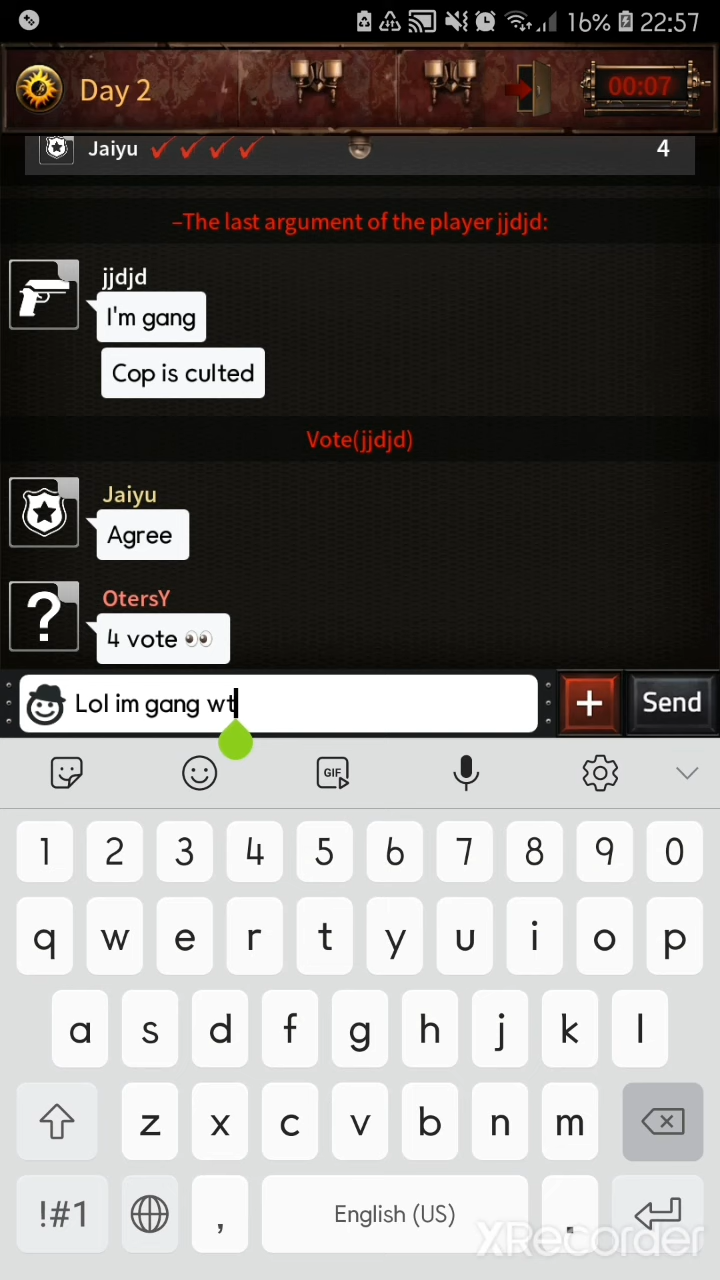 16% 22:57
Day 2
00:07
Jaiyu 4
–The last argument of the player jjdjd:
jjdjd
I'm gang
Cop is culted
Vote(jjdjd)
Jaiyu
Agree
OtersY
4 vote 👀
Lol im gang wt
+ Send
GIF
1 2 3 4 5 6 7 8 9 0
q w e r t y u i o p
a s d f g h j k l
z x c v b n m
!#1 , English (US) .
XRecorder